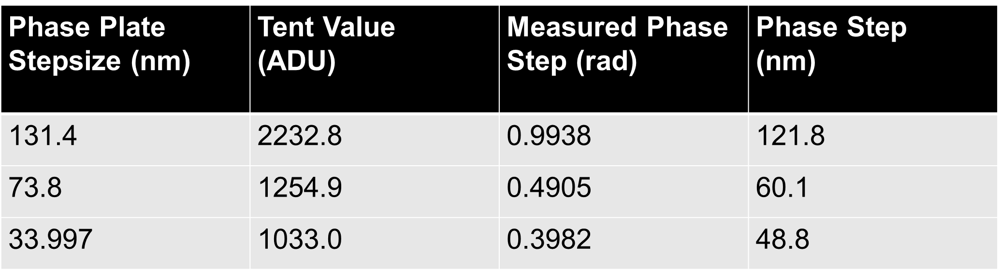 Phase Plate
Stepsize (nm)
Tent Value
(ADU)
Measured Phase
Step (rad)
Phase Step
(nm)
131.4
2232.8
0.9938
121.8
73.8
1254.9
0.4905
60.1
33.997
1033.0
0.3982
48.8